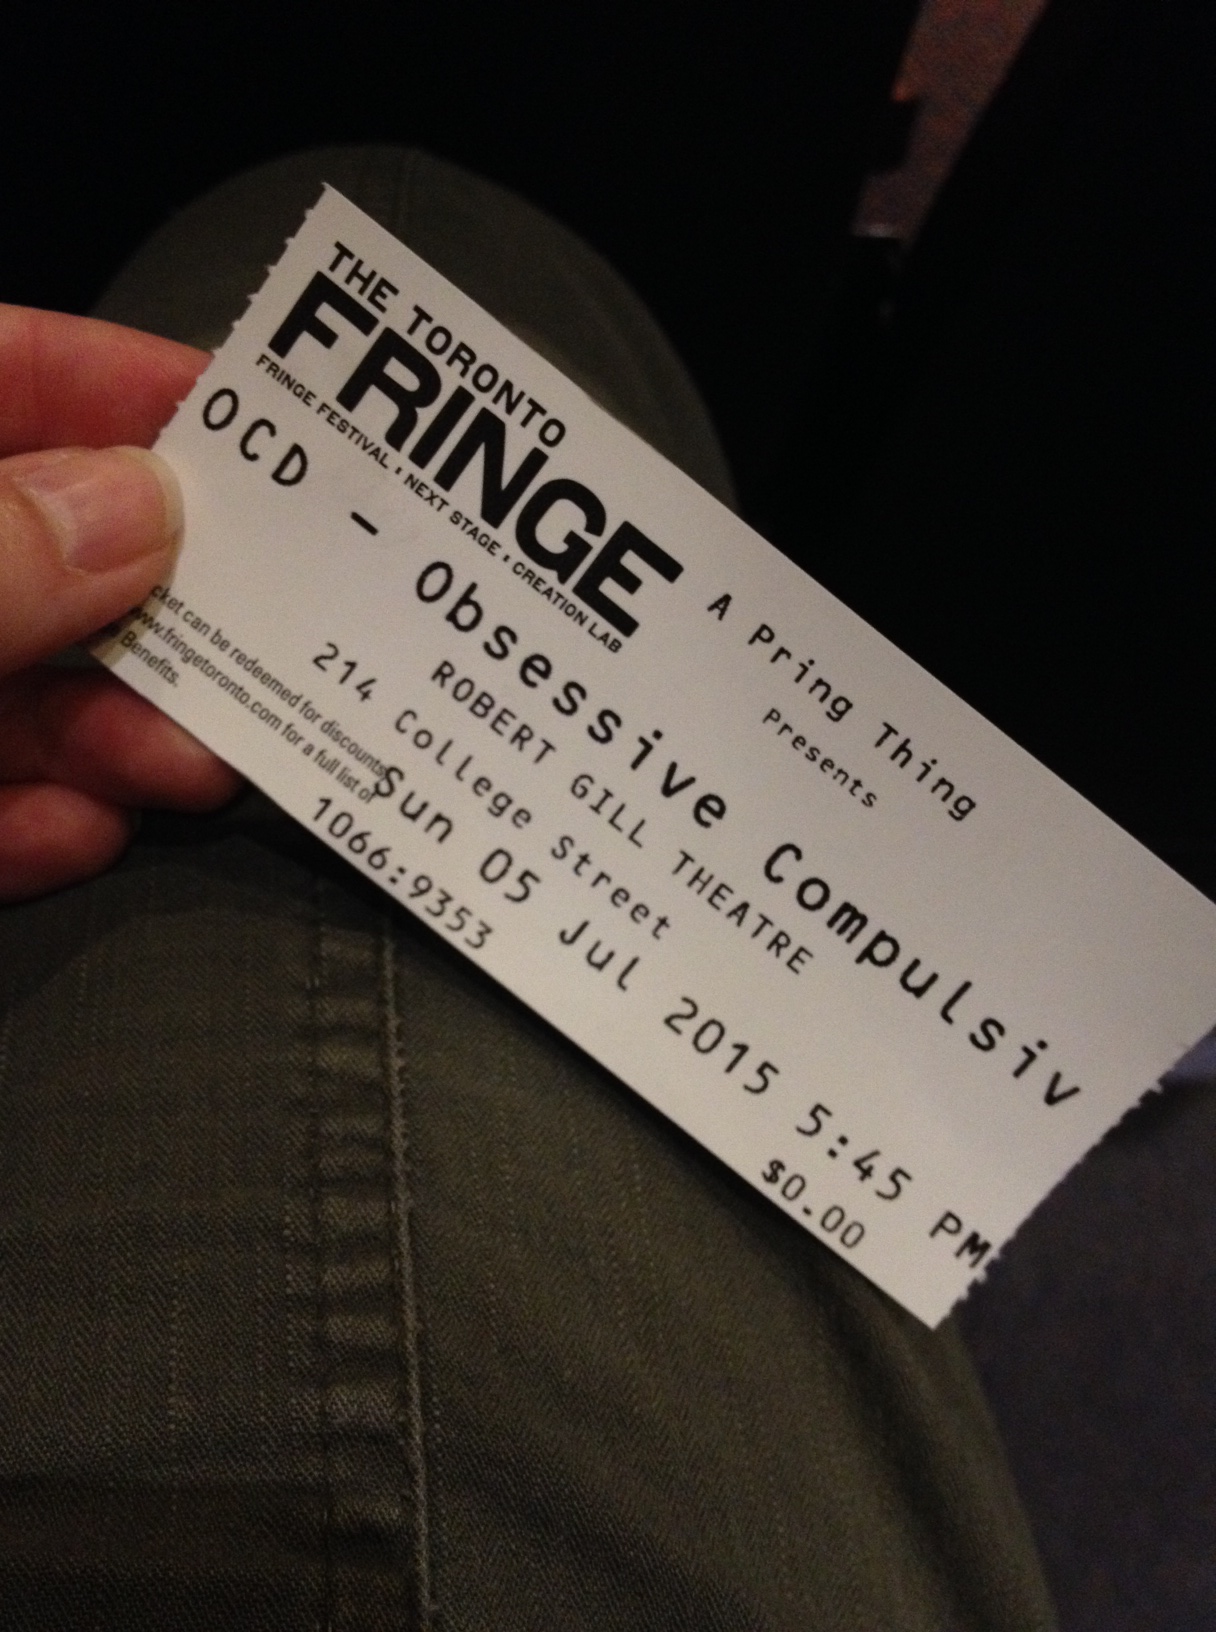 THE TORONTO
FRINGE
FRINGE FESTIVAL • NEXT STAGE • CREATION LAB
A Pring Thing
Presents
OCD - Obsessive Compulsiv
ROBERT GILL THEATRE
214 College Street
Sun 05 Jul 2015 5:45 PM
cket can be redeemed for discounts
www.fringetoronto.com for a full list of
Benefits.
1066:9353
$0.00